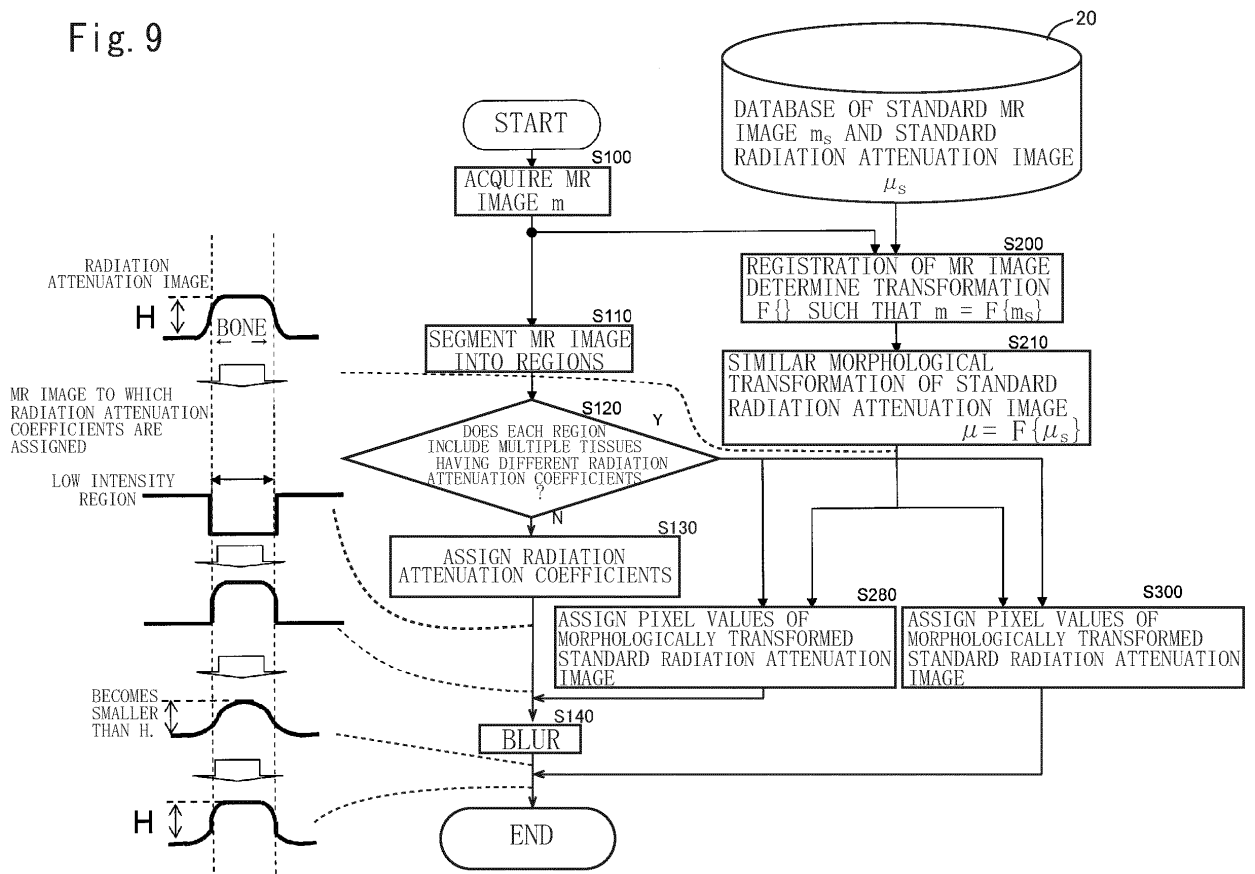 Fig. 9
20
DATABASE OF STANDARD MR
IMAGE mS AND STANDARD
RADIATION ATTENUATION IMAGE
μS
START
S100
ACQUIRE MR
IMAGE m
S200
REGISTRATION OF MR IMAGE
DETERMINE TRANSFORMATION
F{} SUCH THAT m = F{mS}
RADIATION
ATTENUATION IMAGE
H
BONE
S110
SEGMENT MR IMAGE
INTO REGIONS
S210
SIMILAR MORPHOLOGICAL
TRANSFORMATION OF STANDARD
RADIATION ATTENUATION IMAGE
μ = F{μS}
MR IMAGE TO WHICH
RADIATION ATTENUATION
COEFFICIENTS ARE
ASSIGNED
S120
Y
DOES EACH REGION
INCLUDE MULTIPLE TISSUES
HAVING DIFFERENT RADIATION
ATTENUATION COEFFICIENTS
?
N
LOW INTENSITY
REGION
S130
ASSIGN RADIATION
ATTENUATION COEFFICIENTS
S280
ASSIGN PIXEL VALUES OF
MORPHOLOGICALLY TRANSFORMED
STANDARD RADIATION ATTENUATION
IMAGE
S300
ASSIGN PIXEL VALUES OF
MORPHOLOGICALLY TRANSFORMED
STANDARD RADIATION ATTENUATION
IMAGE
BECOMES
SMALLER
THAN H.
S140
BLUR
H
END